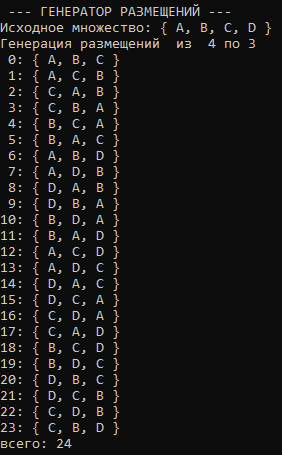 --- ГЕНЕРАТОР РАЗМЕЩЕНИЙ ---
Исходное множество: { A, B, C, D }
Генерация размещений  из  4 по 3
 0: { A, B, C }
 1: { A, C, B }
 2: { C, A, B }
 3: { C, B, A }
 4: { B, C, A }
 5: { B, A, C }
 6: { A, B, D }
 7: { A, D, B }
 8: { D, A, B }
 9: { D, B, A }
10: { B, D, A }
11: { B, A, D }
12: { A, C, D }
13: { A, D, C }
14: { D, A, C }
15: { D, C, A }
16: { C, D, A }
17: { C, A, D }
18: { B, C, D }
19: { B, D, C }
20: { D, B, C }
21: { D, C, B }
22: { C, D, B }
23: { C, B, D }
всего: 24